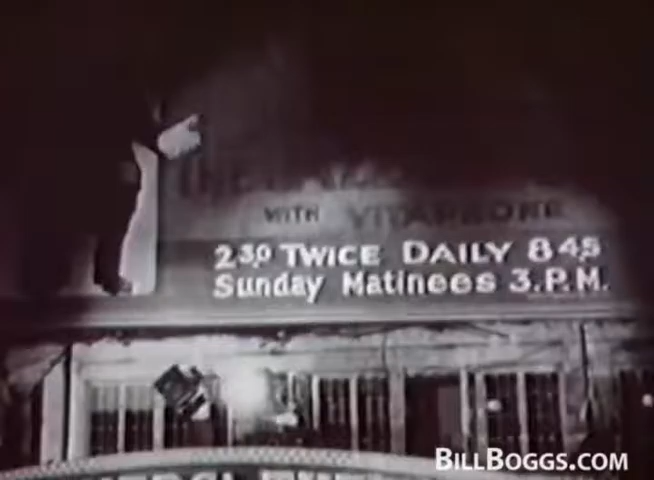 WITH VITAPHONE
2.30 TWICE DAILY 8.45
Sunday Matinees 3.P.M.
BILLBOGGS.COM